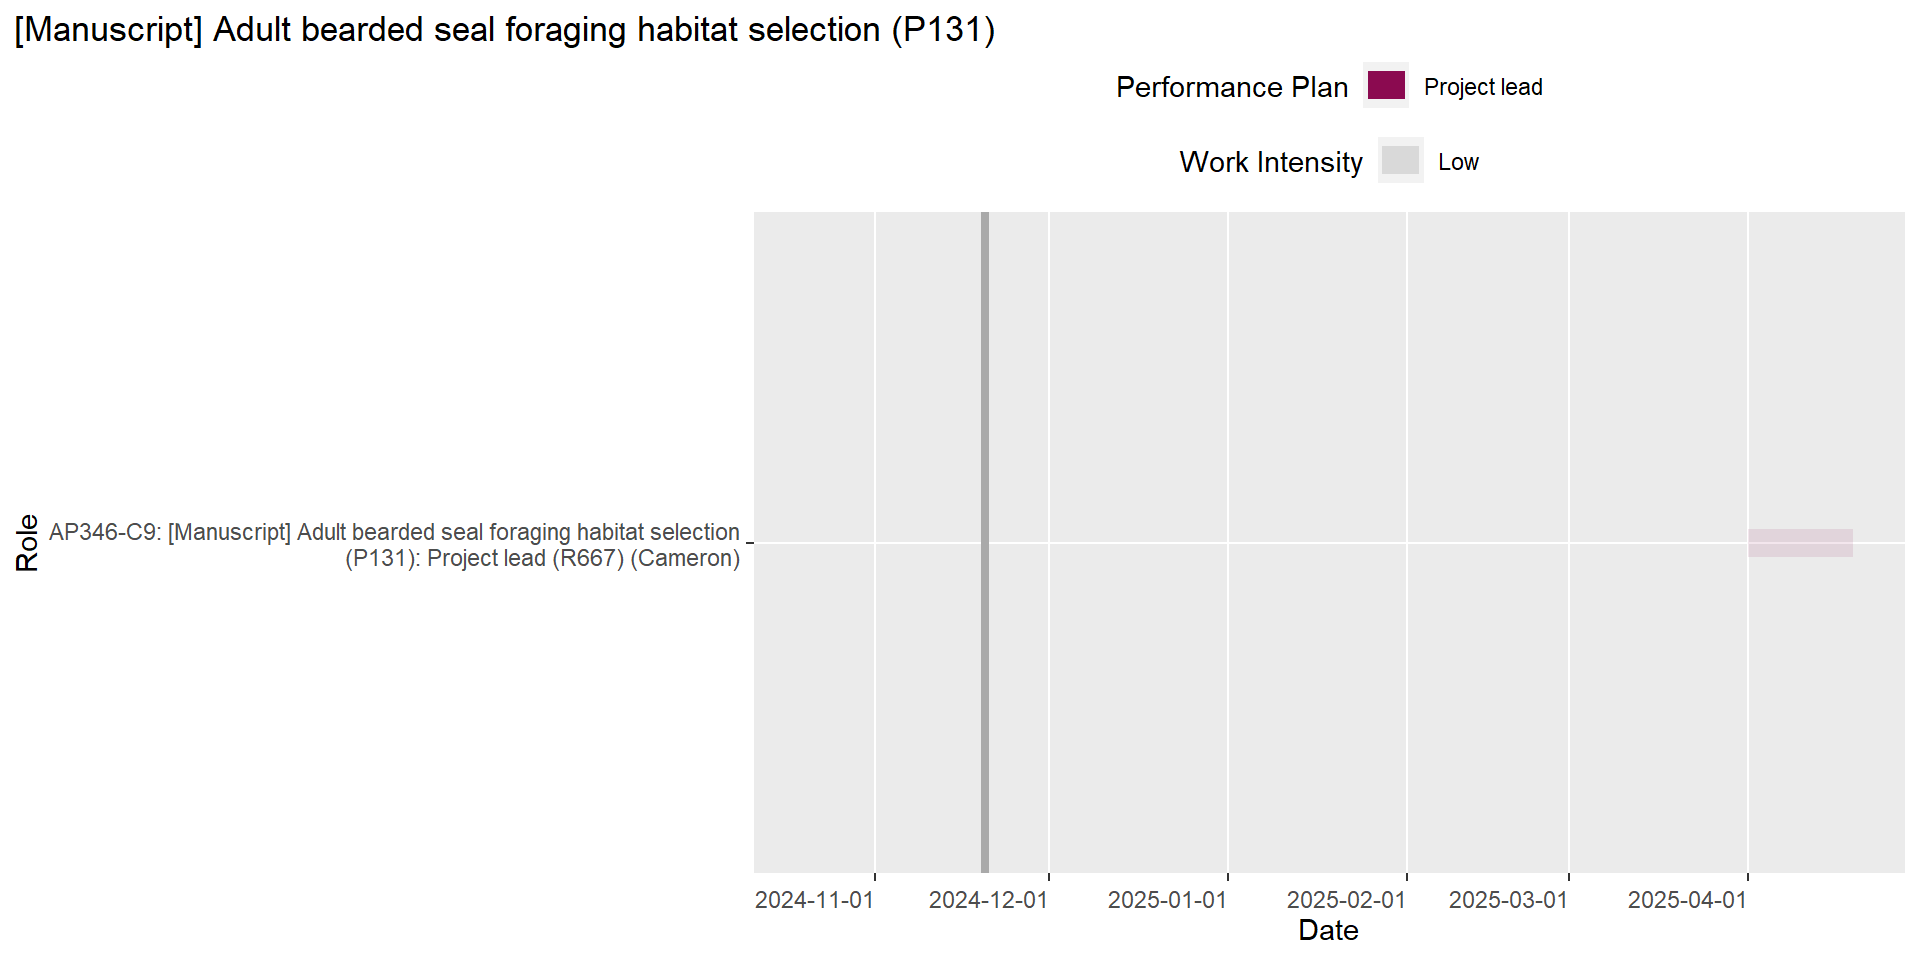 [Manuscript] Adult bearded seal foraging habitat selection (P131)
Performance Plan Project lead
Work Intensity Low
Role
AP346-C9: [Manuscript] Adult bearded seal foraging habitat selection
(P131): Project lead (R667) (Cameron)
2024-11-01 2024-12-01 2025-01-01 2025-02-01 2025-03-01 2025-04-01
Date